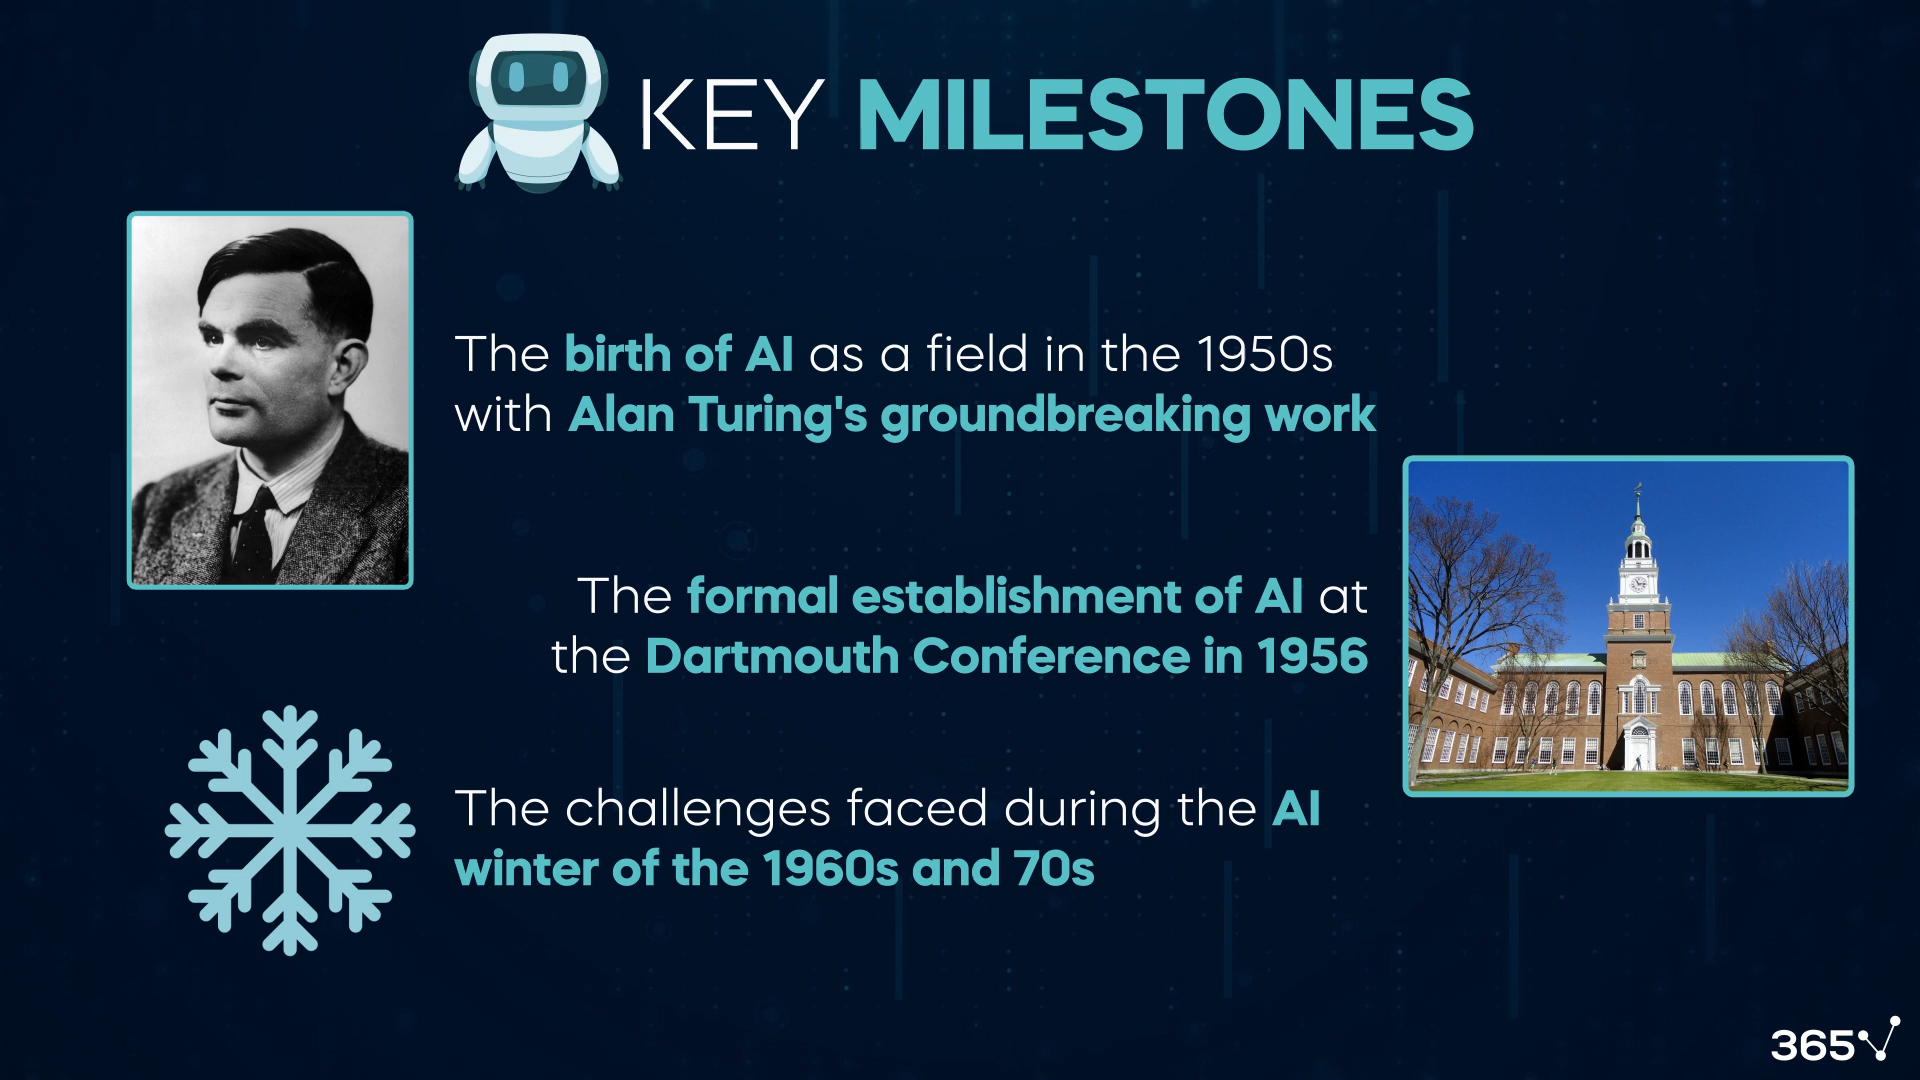 KEY MILESTONES
The birth of AI as a field in the 1950s
with Alan Turing's groundbreaking work
The formal establishment of AI at
the Dartmouth Conference in 1956
The challenges faced during the AI
winter of the 1960s and 70s
365